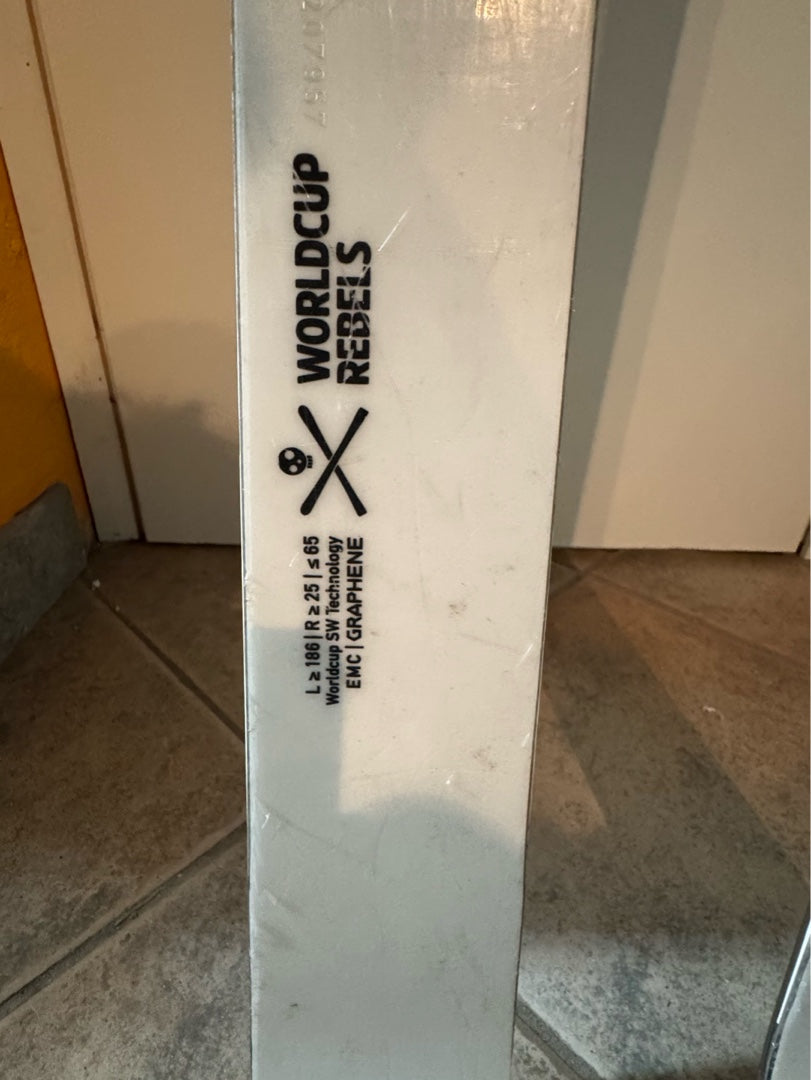 WORLDCUP
REBELS
L ≥ 186 | R ≥ 25 | ≤ 65
Worldcup SW Technology
EMC | GRAPHENE